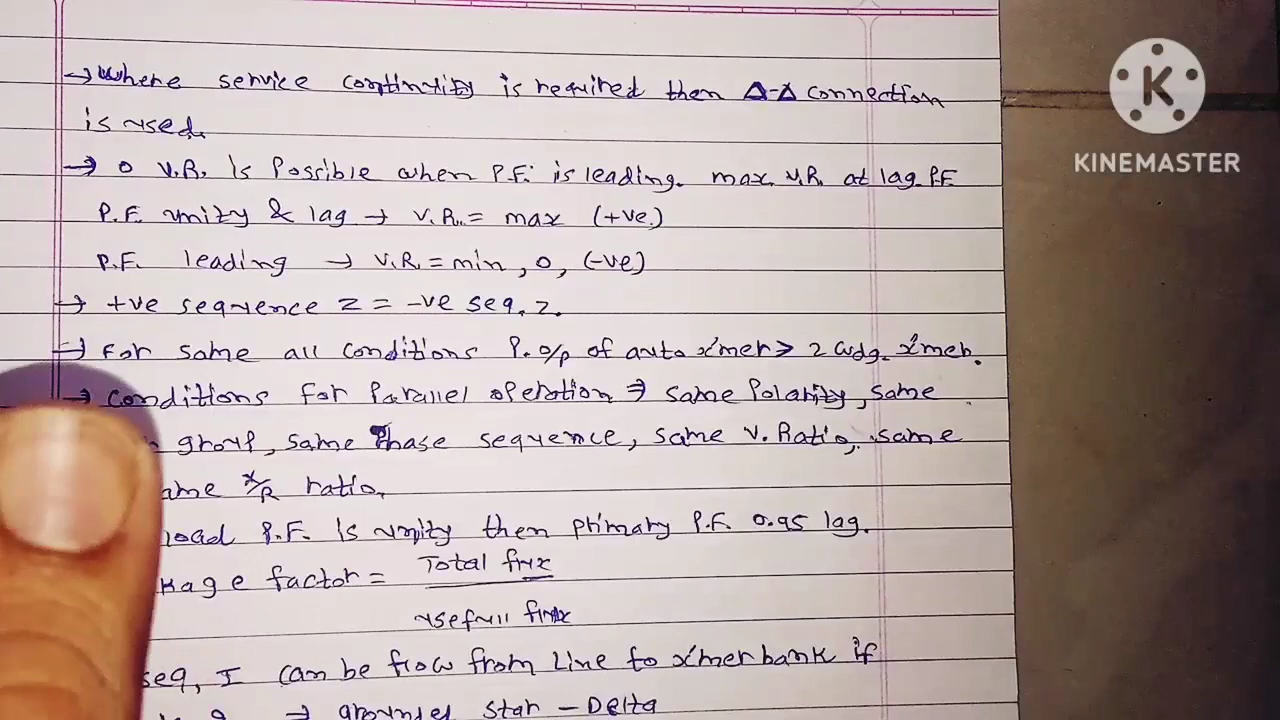 → Where service continuity is required then Δ-Δ connection
is used.
→ 0 V.R. is Possible when P.F. is leading. max. V.R. at lag. P.F.
P.F. unity & lag → V.R. = max (+ve)
P.F. leading → V.R. = min, 0, (-ve)
→ +ve sequence Z = -ve seq. Z.
→ For same all conditions P. o/p of auto x'mer > 2 wdg. x'mer.
→ Conditions for Parallel operation ⇒ same Polarity, same
group, same Phase sequence, same V. Ratio, same
ame X/R ratio.
load P.F. is unity then primary P.F. 0.95 lag.
kage factor = Total flux
usefull flux
seq. I can be flow from Line to x'mer bank if
→ grounded star - Delta
KINEMASTER